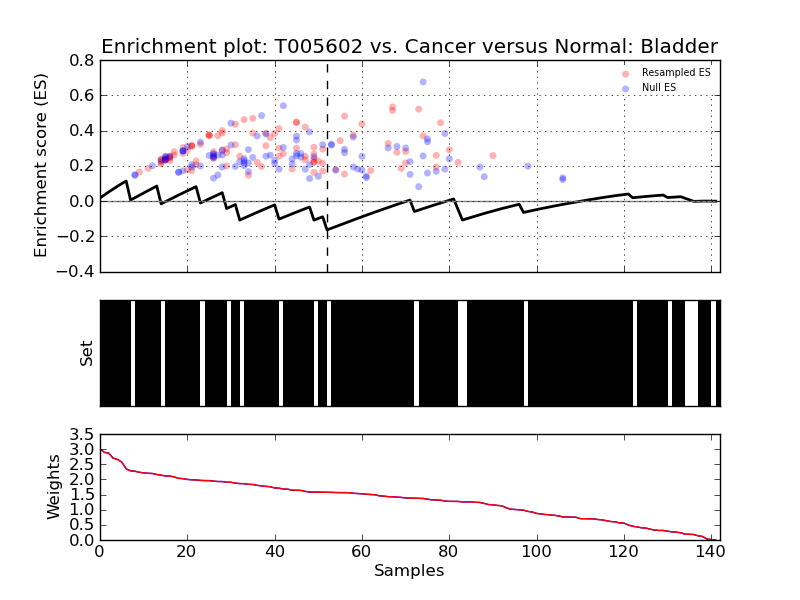 Enrichment plot: T005602 vs. Cancer versus Normal: Bladder
0.8
0.6
0.4
0.2
0.0
−0.2
−0.4
Enrichment score (ES)
Resampled ES
Null ES
Set
3.5
3.0
2.5
2.0
1.5
1.0
0.5
0.0
Weights
0 20 40 60 80 100 120 140
Samples